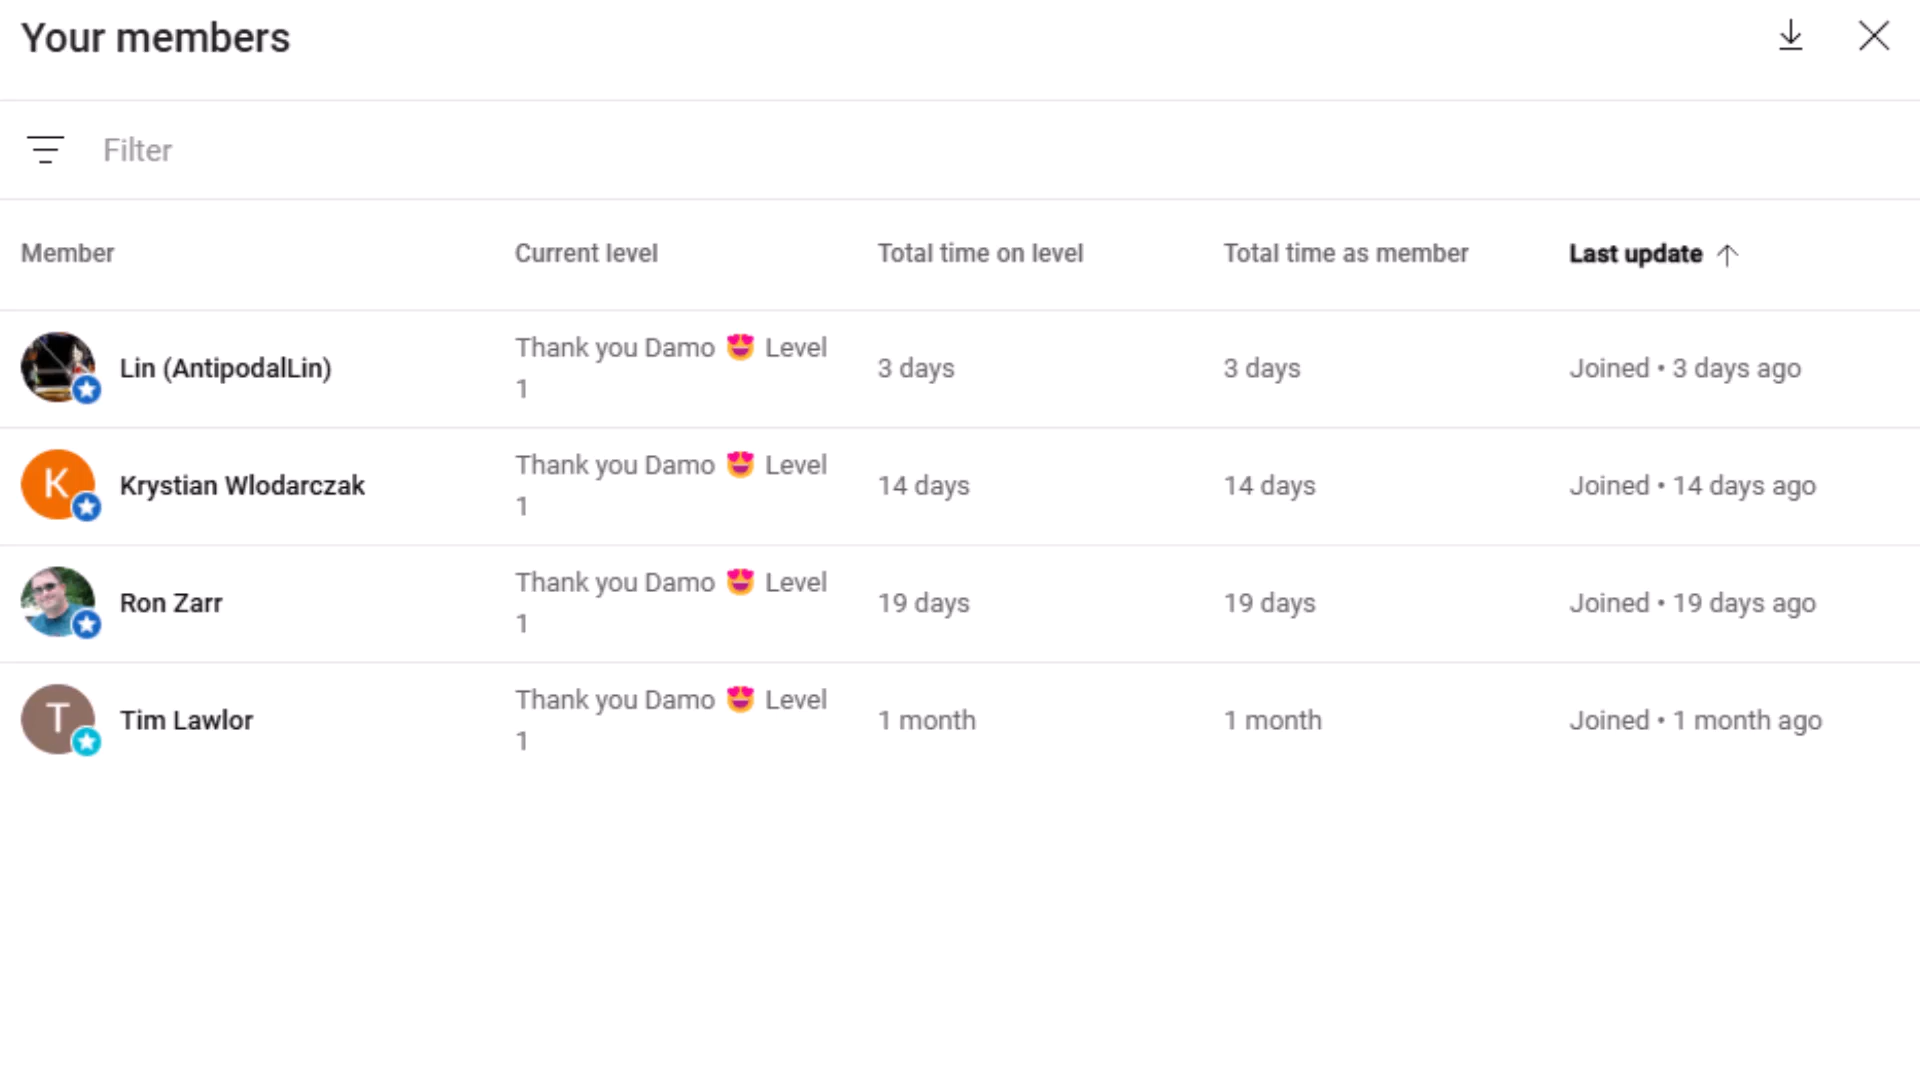 Your members
Filter
Member Current level Total time on level Total time as member Last update
Thank you Damo 😍 Level
Lin (AntipodalLin) 3 days 3 days Joined • 3 days ago
1
Thank you Damo 😍 Level
K Krystian Wlodarczak 14 days 14 days Joined • 14 days ago
1
Thank you Damo 😍 Level
Ron Zarr 19 days 19 days Joined • 19 days ago
1
Thank you Damo 😍 Level
T Tim Lawlor 1 month 1 month Joined • 1 month ago
1